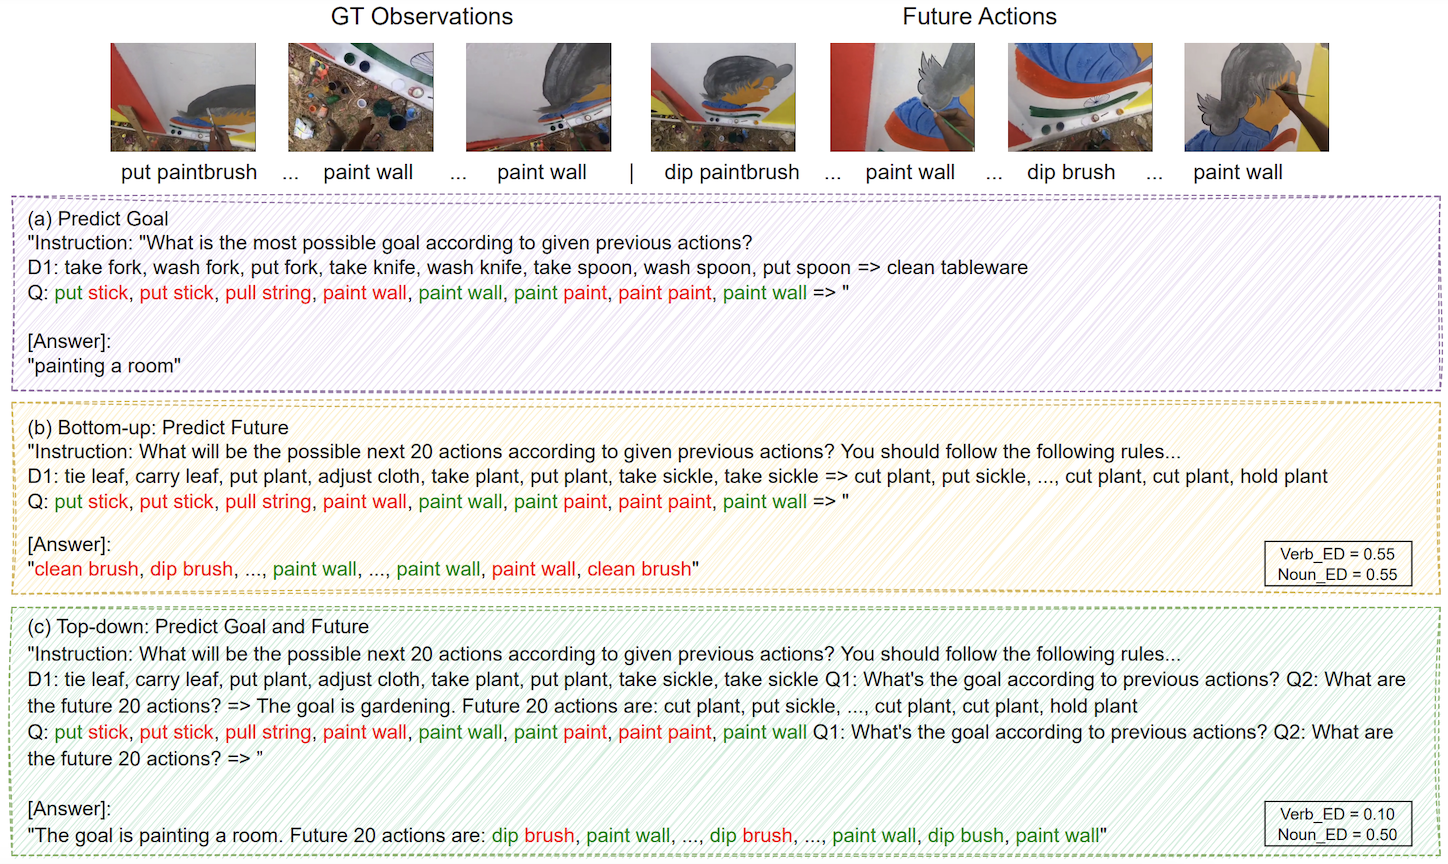 GT Observations Future Actions
put paintbrush ... paint wall ... paint wall | dip paintbrush ... paint wall ... dip brush ... paint wall
(a) Predict Goal
"Instruction: "What is the most possible goal according to given previous actions?
D1: take fork, wash fork, put fork, take knife, wash knife, take spoon, wash spoon, put spoon => clean tableware
Q: put stick, put stick, pull string, paint wall, paint wall, paint paint, paint paint, paint wall => "
[Answer]:
"painting a room"
(b) Bottom-up: Predict Future
"Instruction: What will be the possible next 20 actions according to given previous actions? You should follow the following rules...
D1: tie leaf, carry leaf, put plant, adjust cloth, take plant, put plant, take sickle, take sickle => cut plant, put sickle, ..., cut plant, cut plant, hold plant
Q: put stick, put stick, pull string, paint wall, paint wall, paint paint, paint paint, paint wall => "
[Answer]:
"clean brush, dip brush, ..., paint wall, ..., paint wall, paint wall, clean brush"
Verb_ED = 0.55
Noun_ED = 0.55
(c) Top-down: Predict Goal and Future
"Instruction: What will be the possible next 20 actions according to given previous actions? You should follow the following rules...
D1: tie leaf, carry leaf, put plant, adjust cloth, take plant, put plant, take sickle, take sickle Q1: What's the goal according to previous actions? Q2: What are
the future 20 actions? => The goal is gardening. Future 20 actions are: cut plant, put sickle, ..., cut plant, cut plant, hold plant
Q: put stick, put stick, pull string, paint wall, paint wall, paint paint, paint paint, paint wall Q1: What's the goal according to previous actions? Q2: What are
the future 20 actions? => "
[Answer]:
"The goal is painting a room. Future 20 actions are: dip brush, paint wall, ..., dip brush, ..., paint wall, dip bush, paint wall"
Verb_ED = 0.10
Noun_ED = 0.50